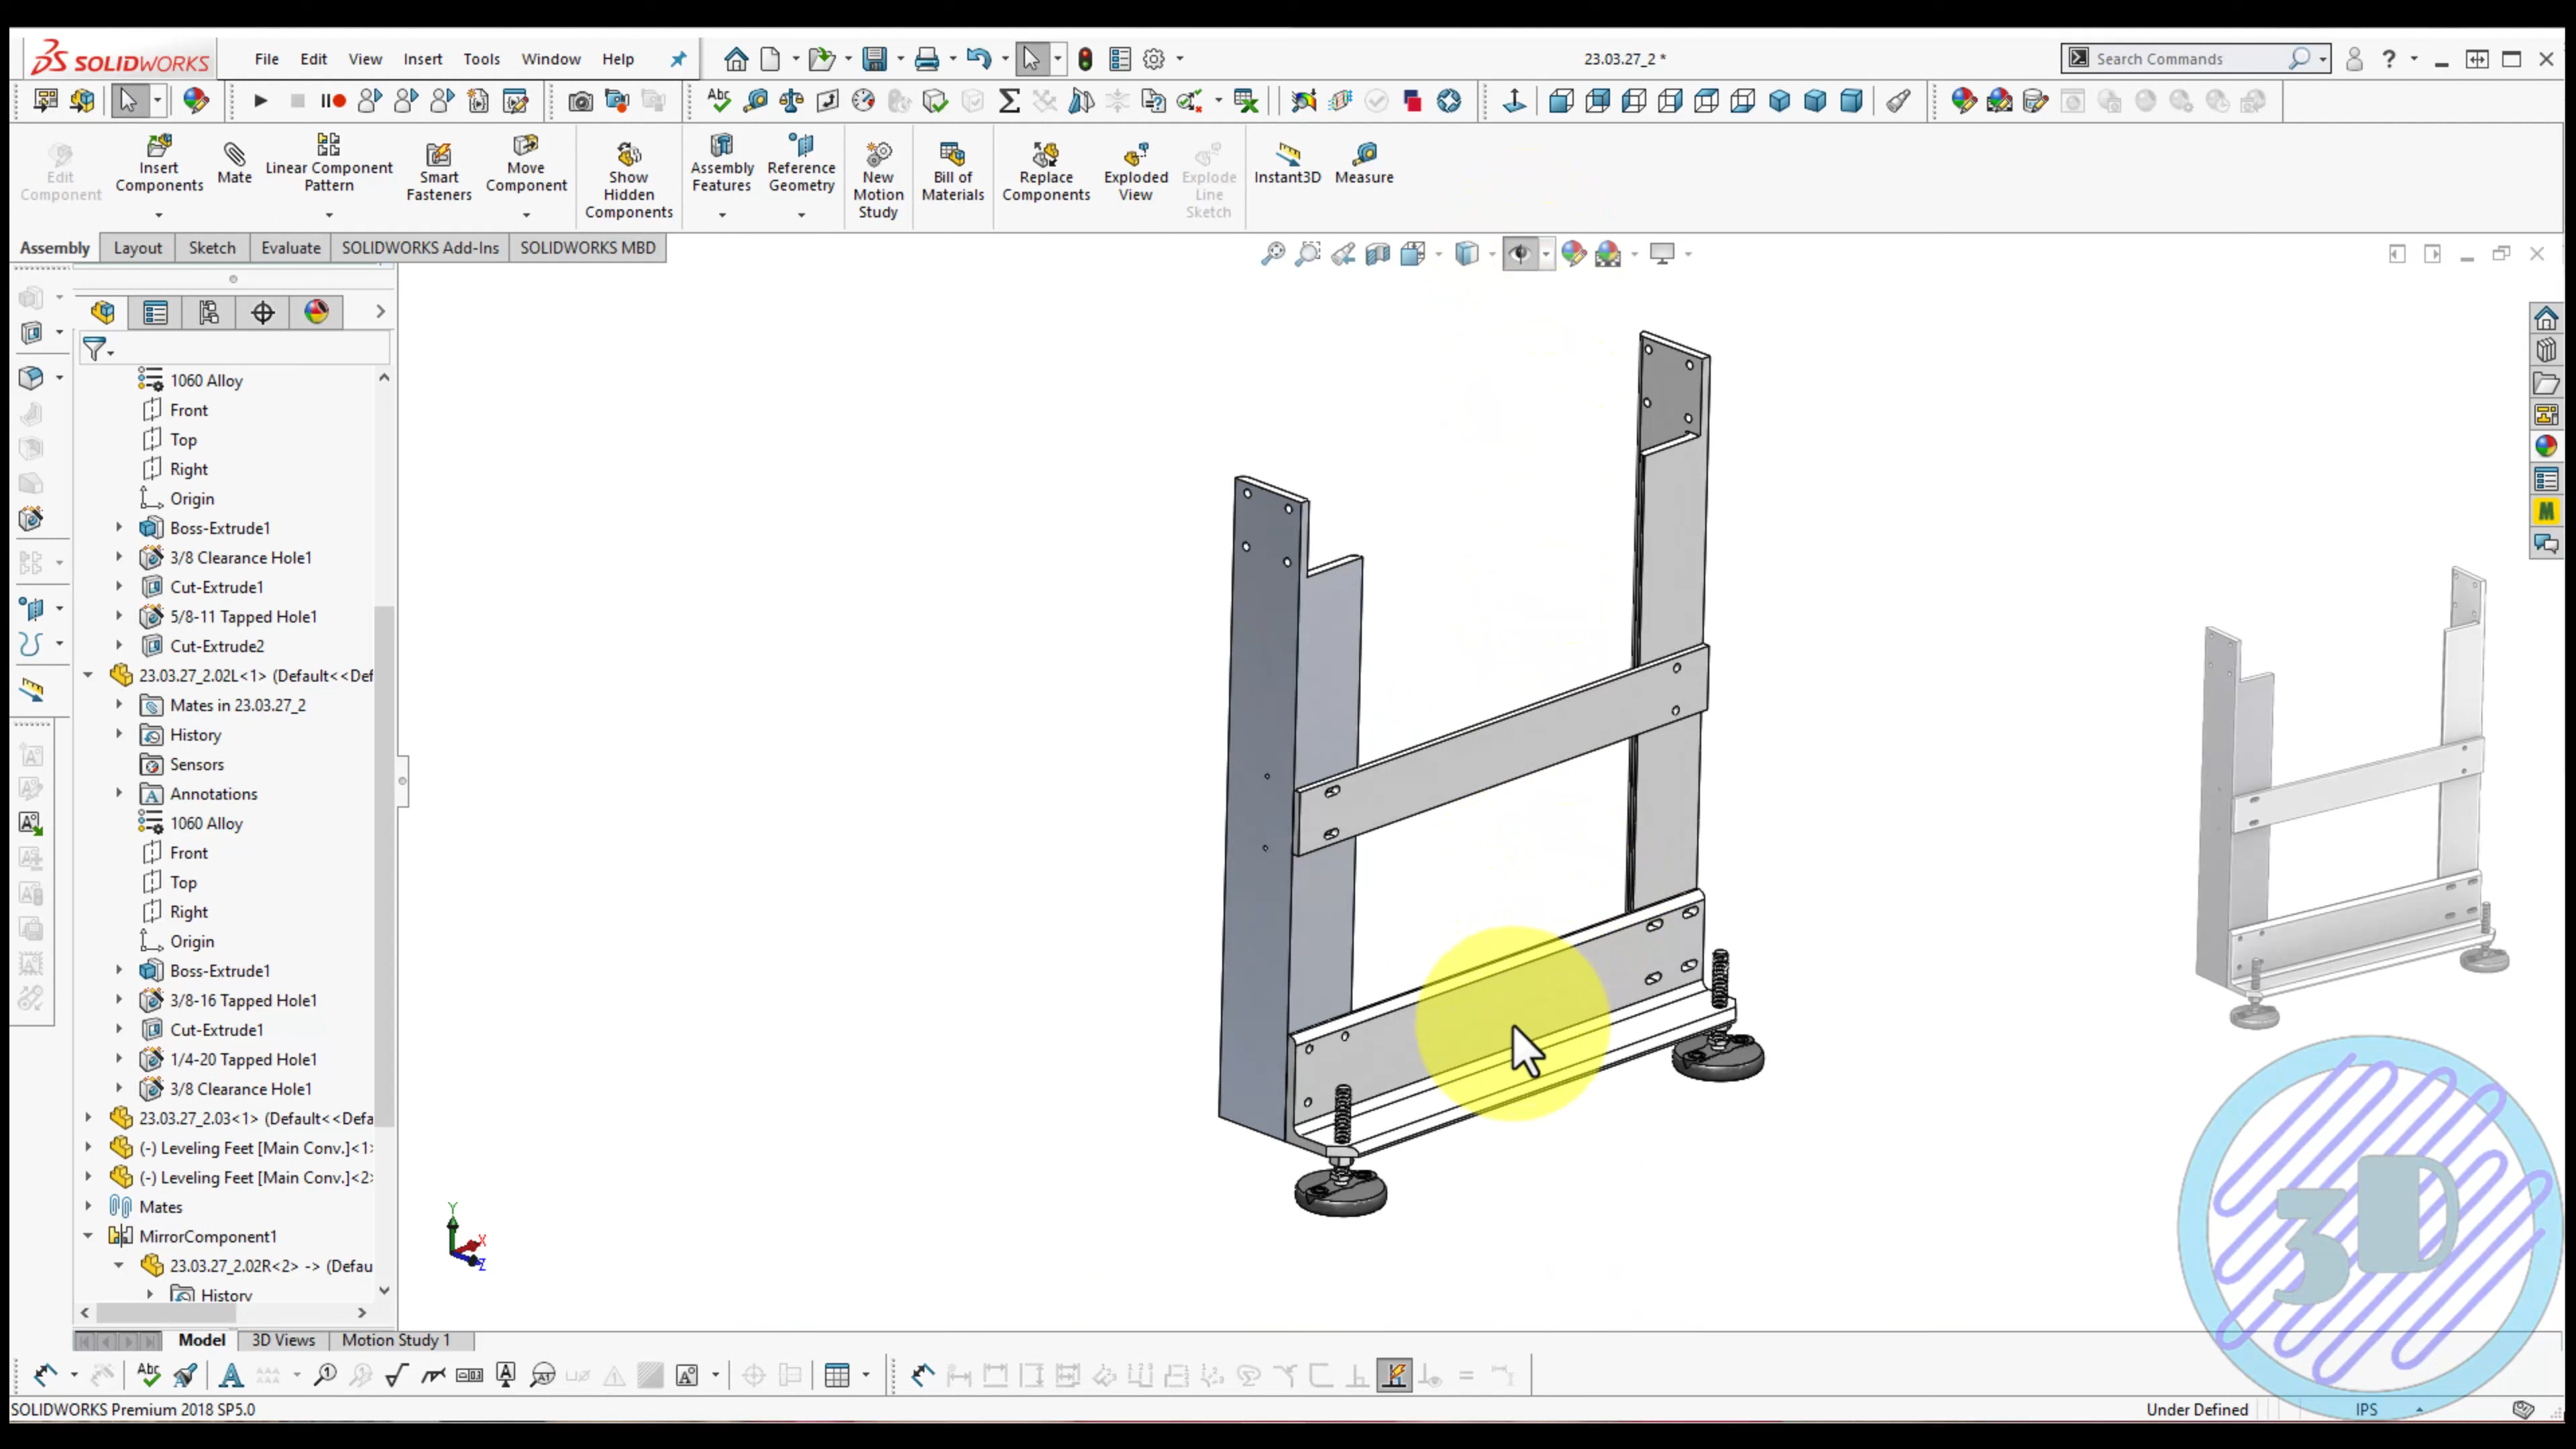 SOLIDWORKS
File Edit View Insert Tools Window Help
23.03.27_2 *
Search Commands
Edit Component
Insert Components
Mate
Linear Component Pattern
Smart Fasteners
Move Component
Show Hidden Components
Assembly Features
Reference Geometry
New Motion Study
Bill of Materials
Replace Components
Exploded View
Explode Line Sketch
Instant3D
Measure
Assembly Layout Sketch Evaluate SOLIDWORKS Add-Ins SOLIDWORKS MBD
1060 Alloy
Front
Top
Right
Origin
Boss-Extrude1
3/8 Clearance Hole1
Cut-Extrude1
5/8-11 Tapped Hole1
Cut-Extrude2
23.03.27_2.02L<1> (Default<<Def
Mates in 23.03.27_2
History
Sensors
Annotations
1060 Alloy
Front
Top
Right
Origin
Boss-Extrude1
3/8-16 Tapped Hole1
Cut-Extrude1
1/4-20 Tapped Hole1
3/8 Clearance Hole1
23.03.27_2.03<1> (Default<<Defa
(-) Leveling Feet [Main Conv.]<1>
(-) Leveling Feet [Main Conv.]<2>
Mates
MirrorComponent1
23.03.27_2.02R<2> -> (Defau
History
Y
X
Z
M
3D
Model 3D Views Motion Study 1
SOLIDWORKS Premium 2018 SP5.0
Under Defined
IPS